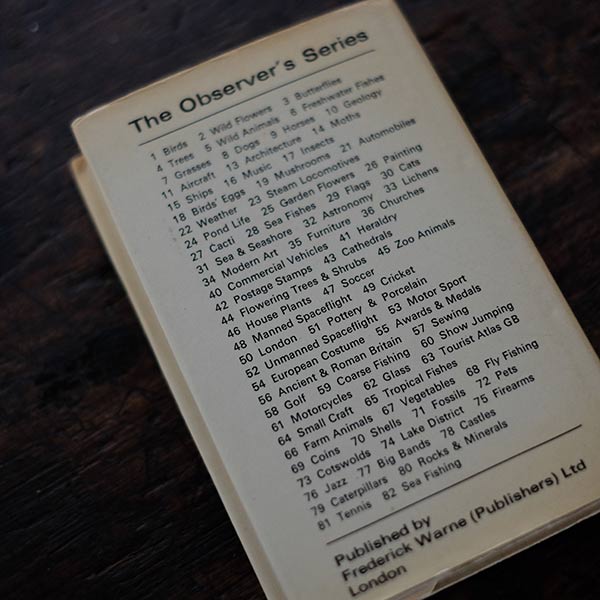 The Observer's Series
1 Birds 2 Wild Flowers 3 Butterflies
4 Trees 5 Wild Animals 6 Freshwater Fishes
7 Grasses 8 Dogs 9 Horses 10 Geology
11 Aircraft 13 Architecture 14 Moths
15 Ships 16 Music 17 Insects
18 Birds' Eggs 19 Mushrooms 21 Automobiles
22 Weather 23 Steam Locomotives
24 Pond Life 25 Garden Flowers 26 Painting
27 Cacti 28 Sea Fishes 29 Flags 30 Cats
31 Sea & Seashore 32 Astronomy 33 Lichens
34 Modern Art 35 Furniture 36 Churches
40 Commercial Vehicles 41 Heraldry
42 Postage Stamps 43 Cathedrals
44 Flowering Trees & Shrubs 45 Zoo Animals
46 House Plants 47 Soccer
48 Manned Spaceflight 49 Cricket
50 London 51 Pottery & Porcelain
52 Unmanned Spaceflight 53 Motor Sport
54 European Costume 55 Awards & Medals
56 Ancient & Roman Britain 57 Sewing
58 Golf 59 Coarse Fishing 60 Show Jumping
61 Motorcycles 62 Glass 63 Tourist Atlas GB
64 Small Craft 65 Tropical Fishes
66 Farm Animals 67 Vegetables 68 Fly Fishing
69 Coins 70 Shells 71 Fossils 72 Pets
73 Cotswolds 74 Lake District 75 Firearms
76 Jazz 77 Big Bands 78 Castles
79 Caterpillars 80 Rocks & Minerals
81 Tennis 82 Sea Fishing
Published by
Frederick Warne (Publishers) Ltd
London